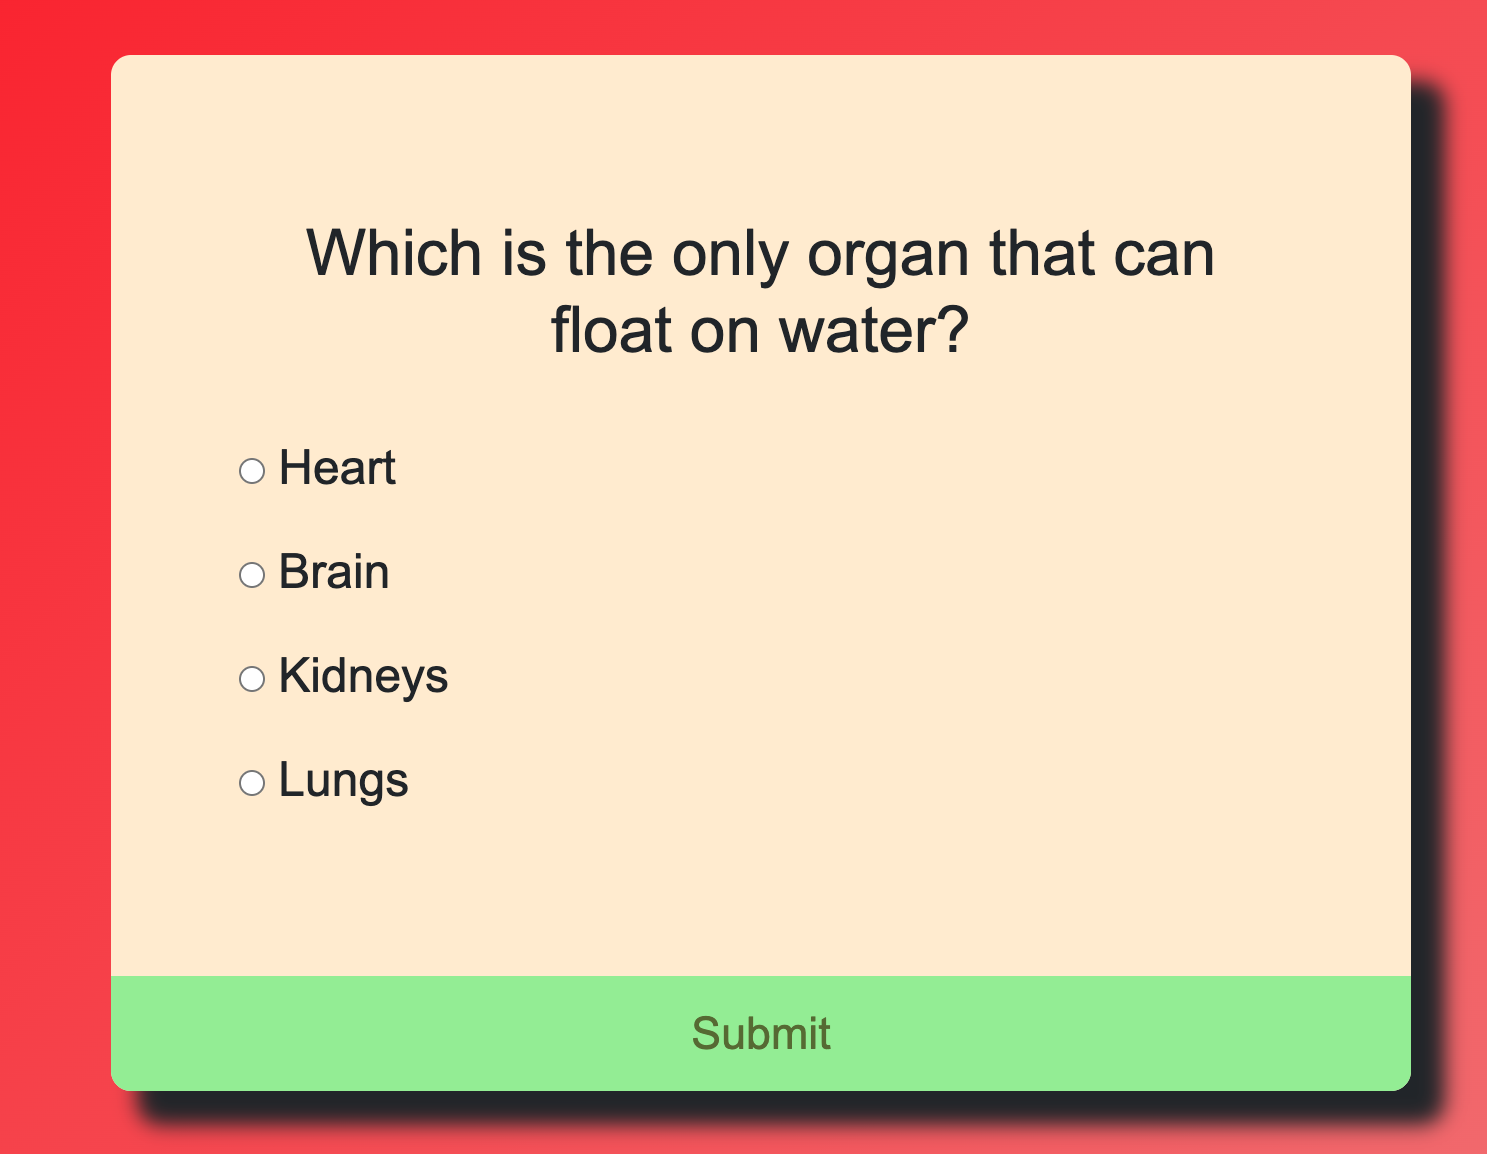 Which is the only organ that can
float on water?
Heart
Brain
Kidneys
Lungs
Submit